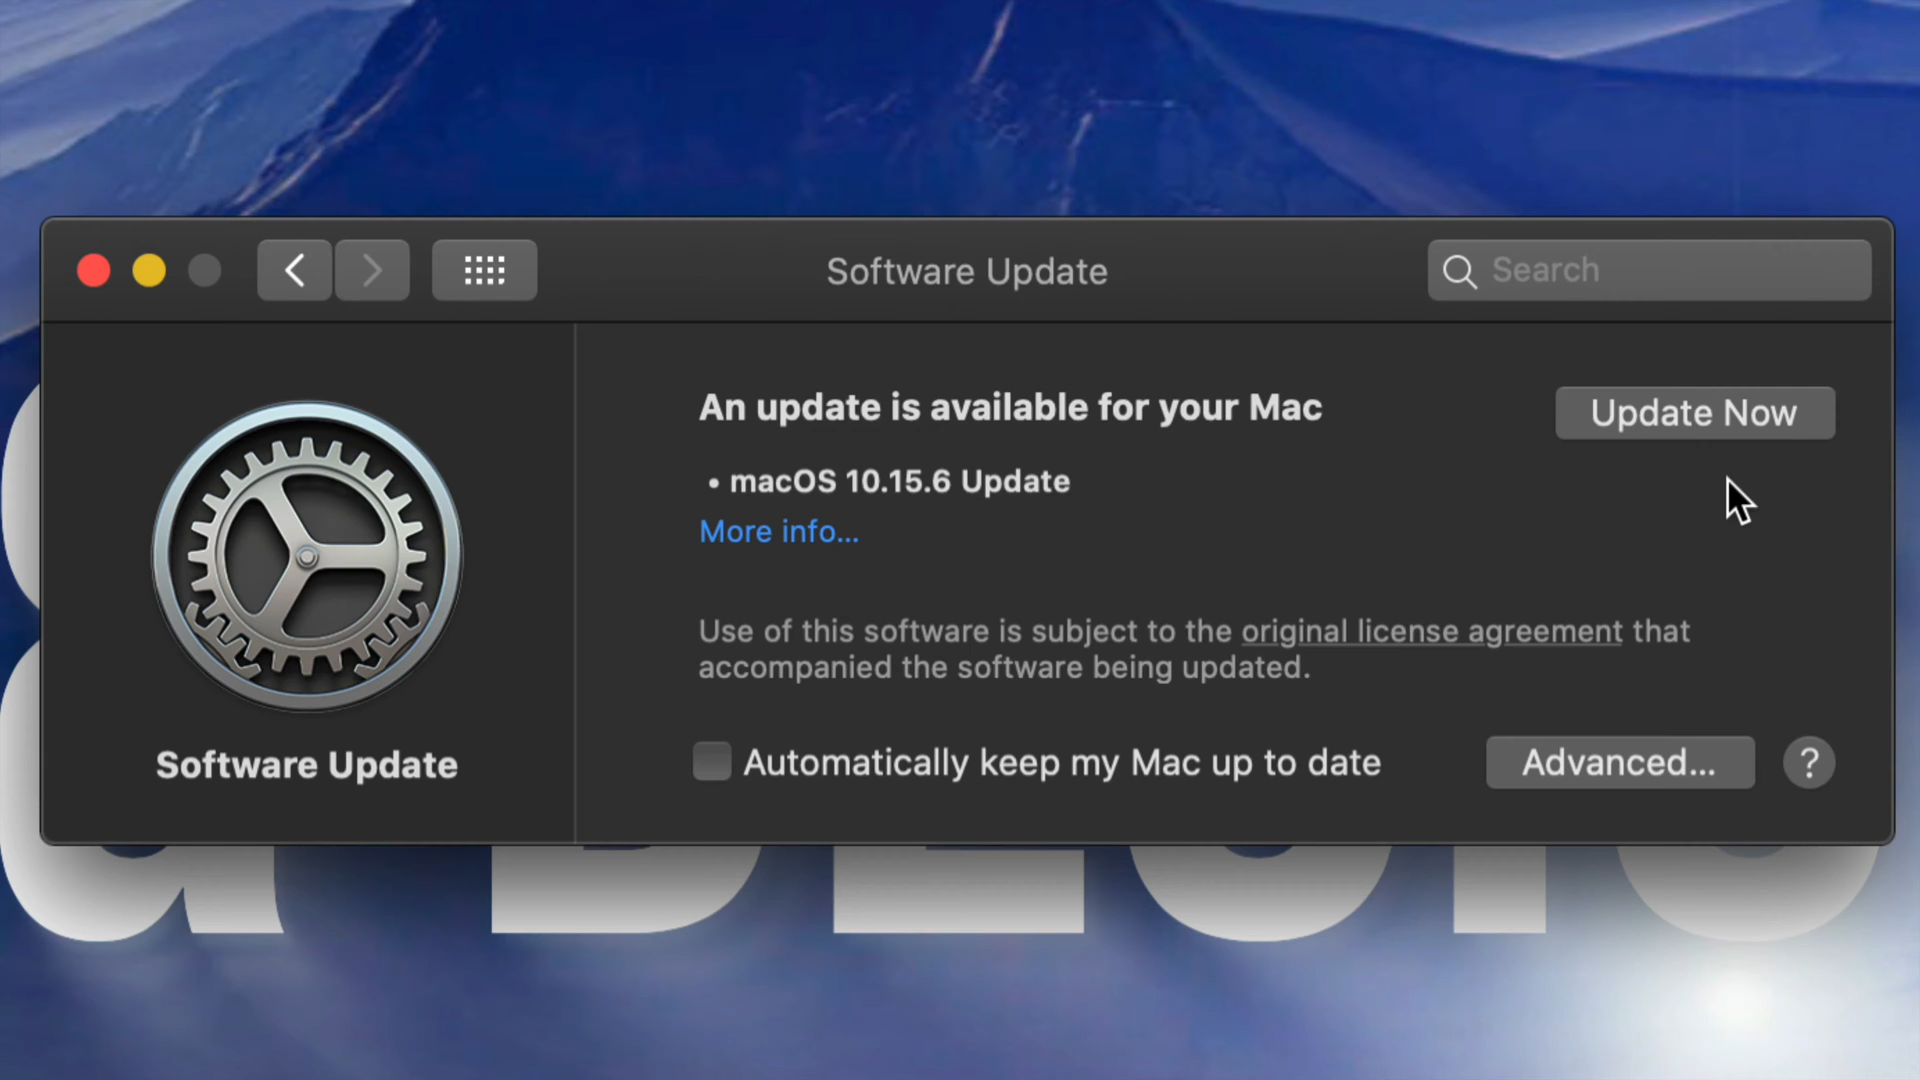 Software Update
Search
An update is available for your Mac
Update Now
• macOS 10.15.6 Update
More info...
Use of this software is subject to the original license agreement that
accompanied the software being updated.
Software Update
Automatically keep my Mac up to date
Advanced...
?